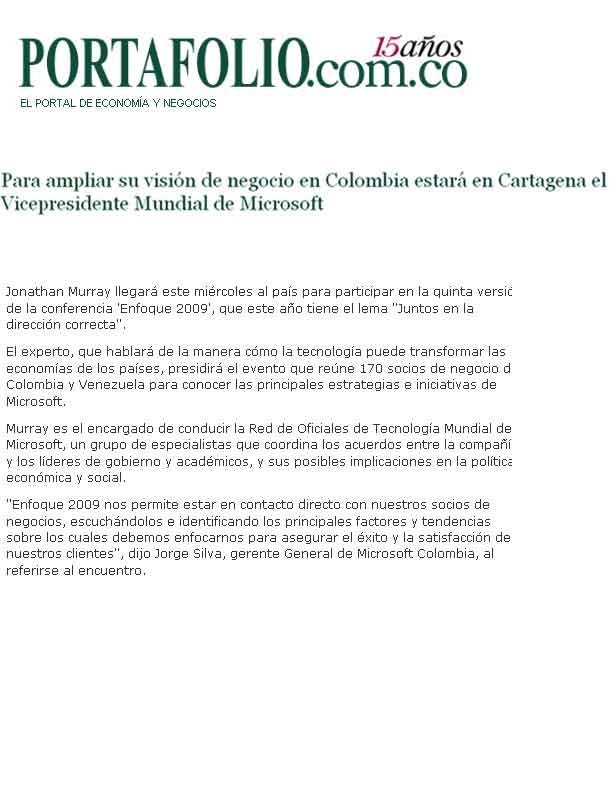 PORTAFOLIO.com.co 15años
EL PORTAL DE ECONOMÍA Y NEGOCIOS
Para ampliar su visión de negocio en Colombia estará en Cartagena el
Vicepresidente Mundial de Microsoft
Jonathan Murray llegará este miércoles al país para participar en la quinta versió
de la conferencia 'Enfoque 2009', que este año tiene el lema "Juntos en la
dirección correcta".
El experto, que hablará de la manera cómo la tecnología puede transformar las
economías de los países, presidirá el evento que reúne 170 socios de negocio d
Colombia y Venezuela para conocer las principales estrategias e iniciativas de
Microsoft.
Murray es el encargado de conducir la Red de Oficiales de Tecnología Mundial de
Microsoft, un grupo de especialistas que coordina los acuerdos entre la compañí
y los líderes de gobierno y académicos, y sus posibles implicaciones en la política
económica y social.
"Enfoque 2009 nos permite estar en contacto directo con nuestros socios de
negocios, escuchándolos e identificando los principales factores y tendencias
sobre los cuales debemos enfocarnos para asegurar el éxito y la satisfacción de
nuestros clientes", dijo Jorge Silva, gerente General de Microsoft Colombia, al
referirse al encuentro.